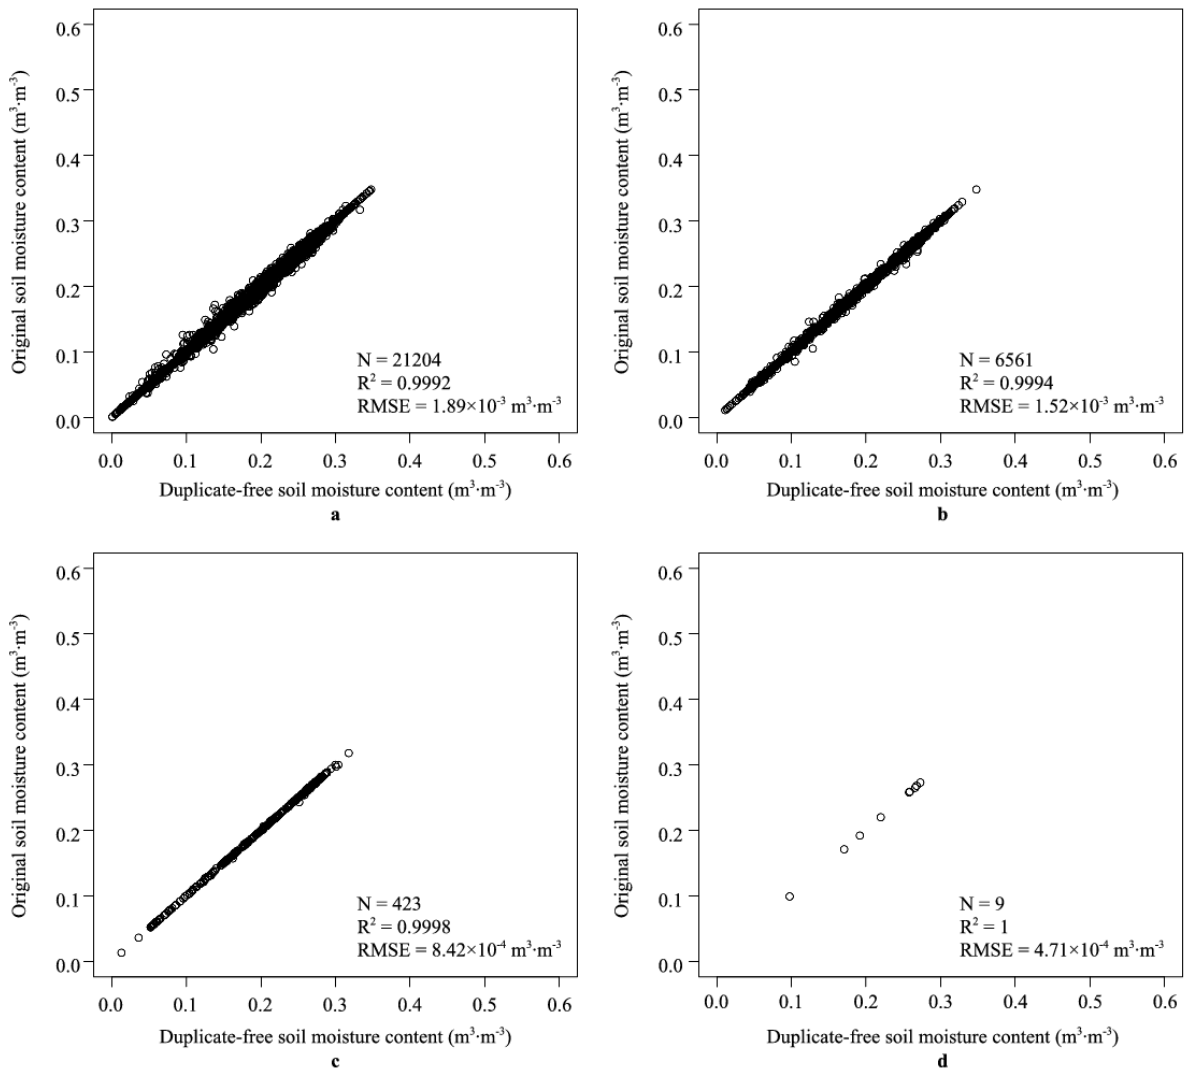 Original soil moisture content (m³·m⁻³)
0.6
0.5
0.4
0.3
0.2
0.1
0.0
N = 21204
R² = 0.9992
RMSE = 1.89×10⁻³ m³·m⁻³
0.0 0.1 0.2 0.3 0.4 0.5 0.6
Duplicate-free soil moisture content (m³·m⁻³)
a
Original soil moisture content (m³·m⁻³)
0.6
0.5
0.4
0.3
0.2
0.1
0.0
N = 6561
R² = 0.9994
RMSE = 1.52×10⁻³ m³·m⁻³
0.0 0.1 0.2 0.3 0.4 0.5 0.6
Duplicate-free soil moisture content (m³·m⁻³)
b
Original soil moisture content (m³·m⁻³)
0.6
0.5
0.4
0.3
0.2
0.1
0.0
N = 423
R² = 0.9998
RMSE = 8.42×10⁻⁴ m³·m⁻³
0.0 0.1 0.2 0.3 0.4 0.5 0.6
Duplicate-free soil moisture content (m³·m⁻³)
c
Original soil moisture content (m³·m⁻³)
0.6
0.5
0.4
0.3
0.2
0.1
0.0
N = 9
R² = 1
RMSE = 4.71×10⁻⁴ m³·m⁻³
0.0 0.1 0.2 0.3 0.4 0.5 0.6
Duplicate-free soil moisture content (m³·m⁻³)
d